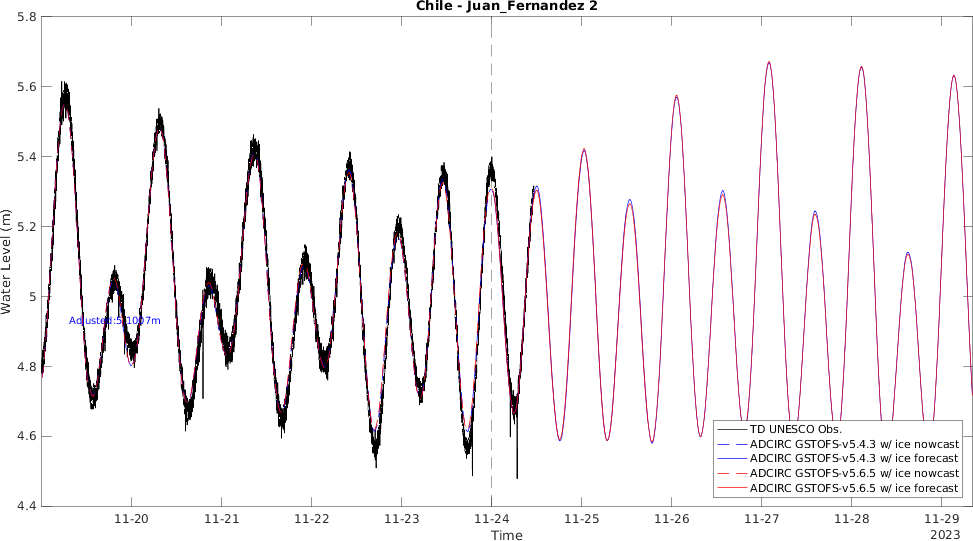 Chile - Juan_Fernandez 2
Water Level (m)
5.8
5.6
5.4
5.2
5
4.8
4.6
4.4
Adjusted:5.1007m
TD UNESCO Obs.
ADCIRC GSTOFS-v5.4.3 w/ ice nowcast
ADCIRC GSTOFS-v5.4.3 w/ ice forecast
ADCIRC GSTOFS-v5.6.5 w/ ice nowcast
ADCIRC GSTOFS-v5.6.5 w/ ice forecast
11-20 11-21 11-22 11-23 11-24 11-25 11-26 11-27 11-28 11-29
Time
2023